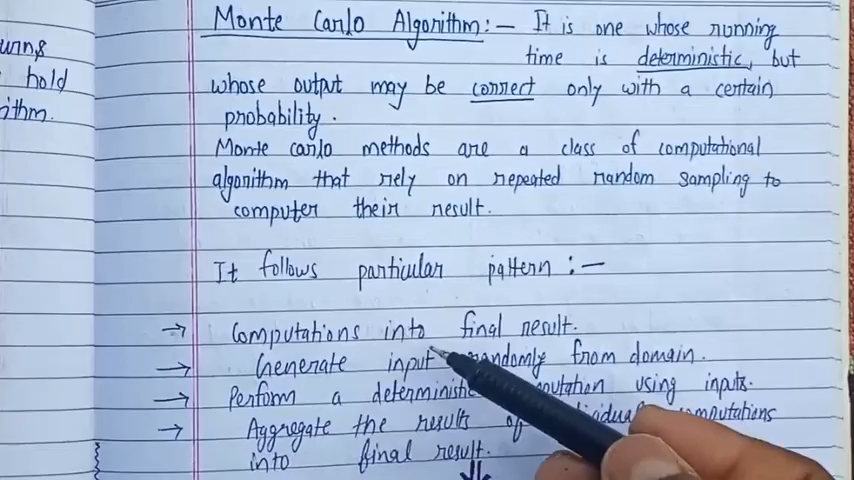 Monte Carlo Algorithm:- It is one whose running
time is deterministic, but
whose output may be correct only with a certain
probability.
Monte carlo methods are a class of computational
algorithm that rely on repeated random sampling to
computer their result.
It follows particular pattern :-
→ Computations into final result.
→ Generate input randomly from domain.
→ Perform a deterministic using inputs.
→ Aggregate the results of computations
into final result.
hold
ithm.